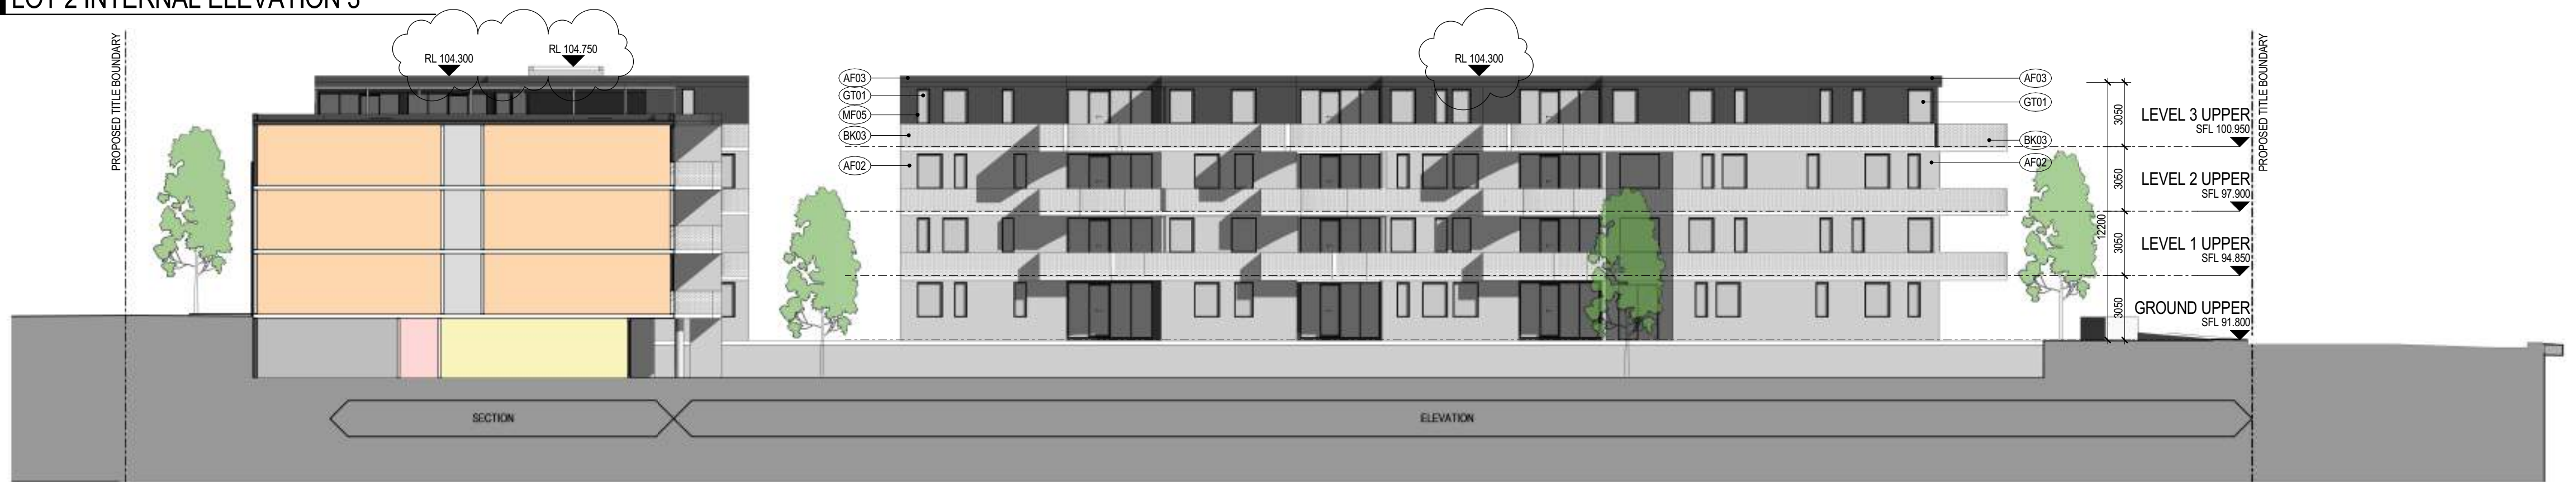 LOT 2 INTERNAL ELEVATION 3
PROPOSED TITLE BOUNDARY
RL 104.300
RL 104.750
RL 104.300
PROPOSED TITLE BOUNDARY
AF03
GT01
MF05
BK03
AF02
AF03
GT01
BK03
AF02
3050
3050
3050
3050
12200
LEVEL 3 UPPER
SFL 100.950
LEVEL 2 UPPER
SFL 97.900
LEVEL 1 UPPER
SFL 94.850
GROUND UPPER
SFL 91.800
SECTION
ELEVATION